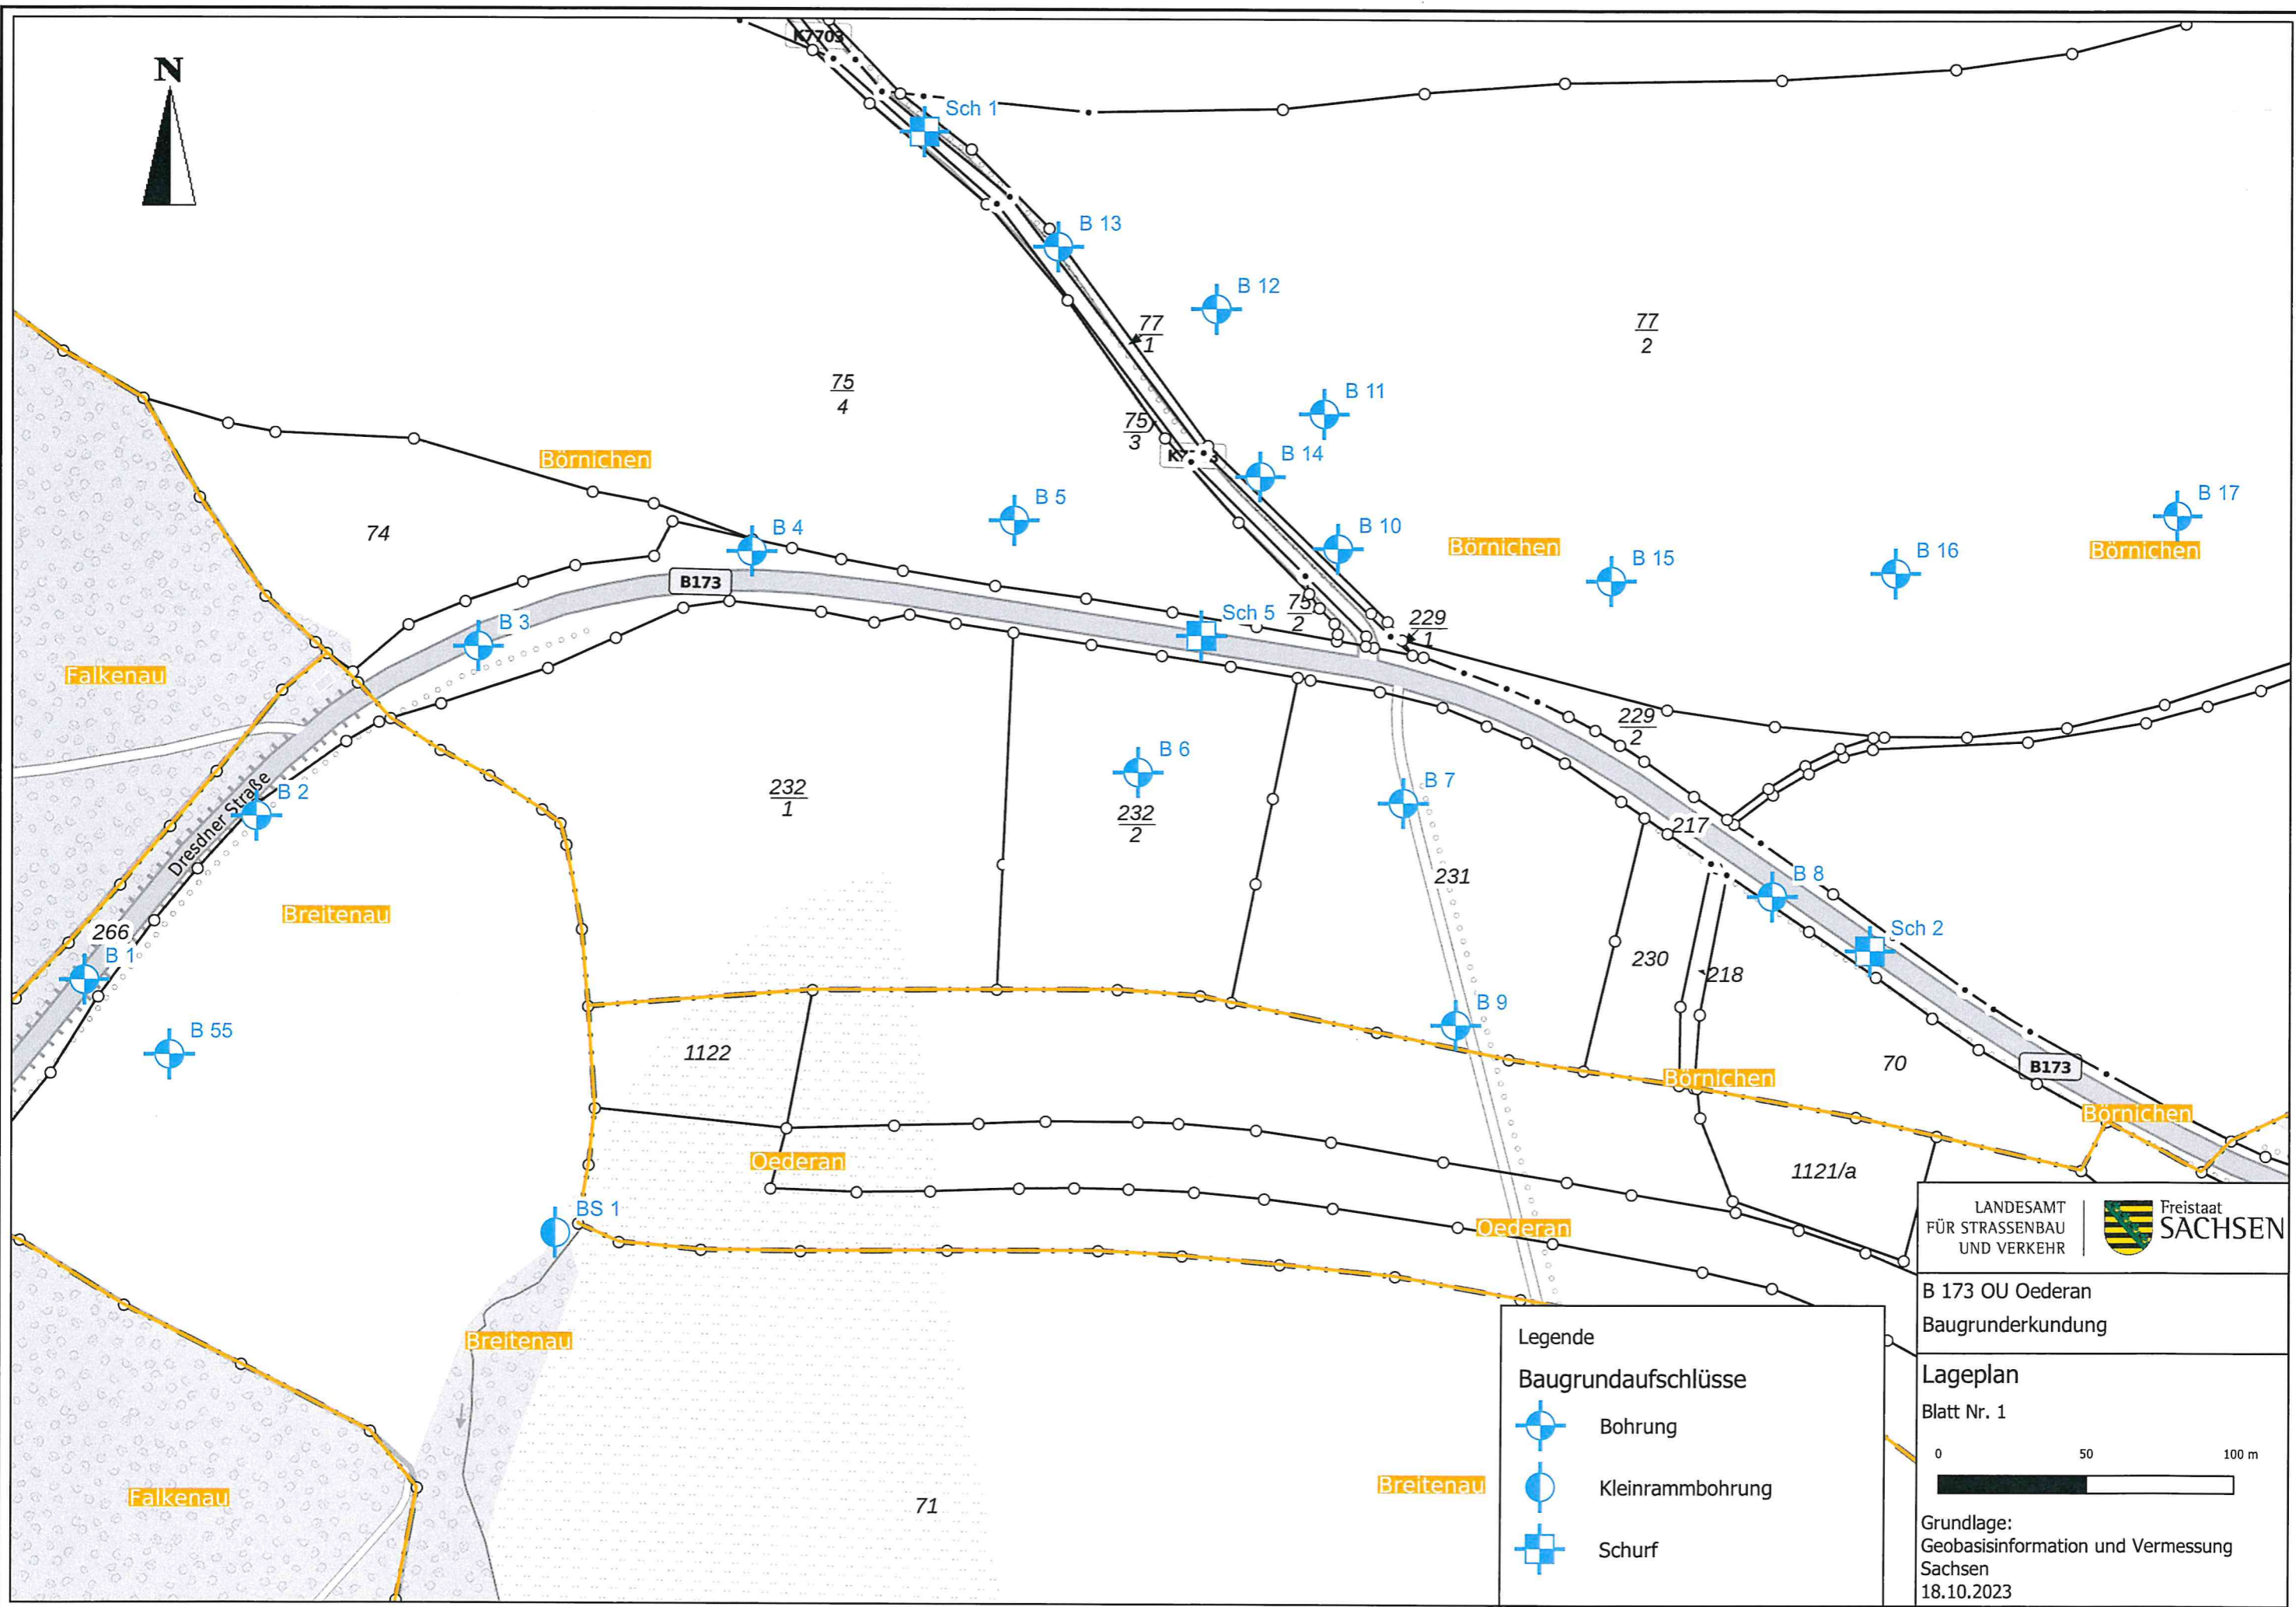 N
K7703
Sch 1
B 13
B 12
77
1
77
2
75
4
B 11
75
3
Börnichen
B 14
B 17
B 5
74
B 4
B 10
Börnichen
Börnichen
B 16
B 15
B173
Sch 5
75
2
229
1
B 3
Falkenau
229
2
B 6
B 7
Dresdner Straße
B 2
232
1
232
2
217
B 8
231
Breitenau
266
Sch 2
B 1
230
218
B 9
B 55
1122
70
B173
Börnichen
Börnichen
Oederan
1121/a
BS 1
Oederan
Breitenau
Falkenau
71
Breitenau
Legende
Baugrundaufschlüsse
Bohrung
Kleinrammbohrung
Schurf
LANDESAMT
FÜR STRASSENBAU
UND VERKEHR
Freistaat
SACHSEN
B 173 OU Oederan
Baugrunderkundung
Lageplan
Blatt Nr. 1
0 50 100 m
Grundlage:
Geobasisinformation und Vermessung
Sachsen
18.10.2023